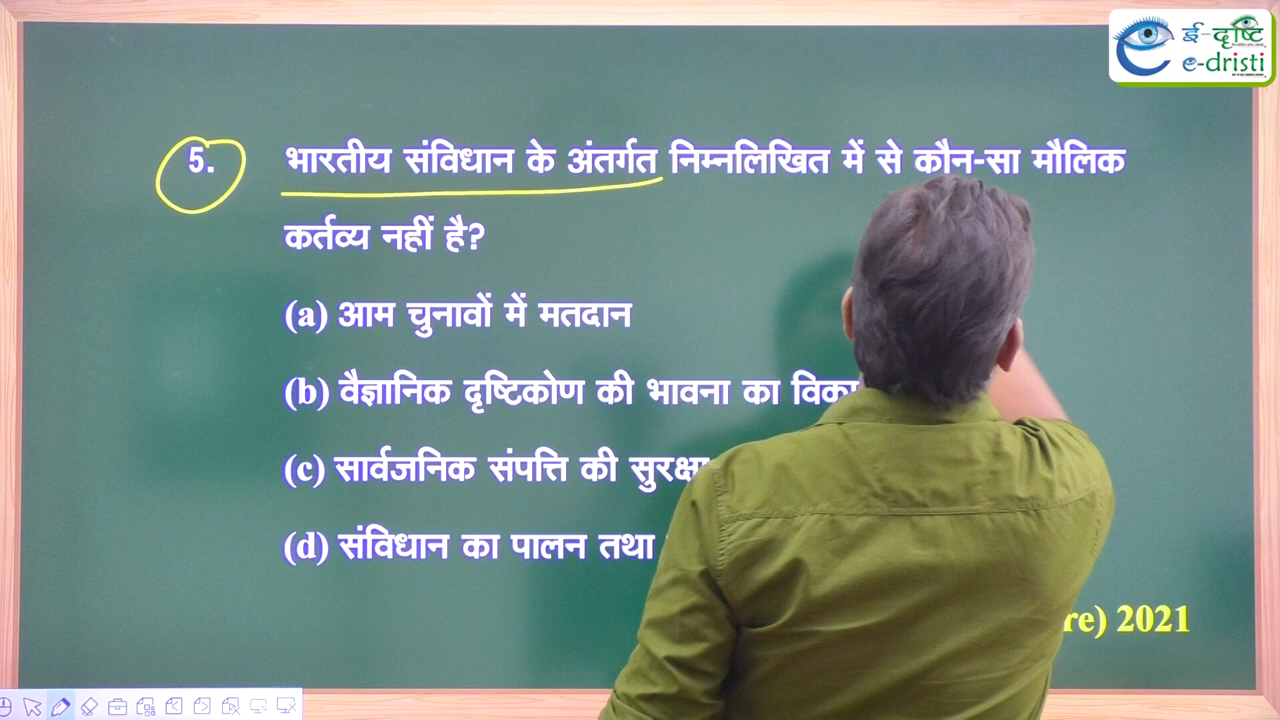 ई-दृष्टि
e-dristi
5. भारतीय संविधान के अंतर्गत निम्नलिखित में से कौन-सा मौलिक
कर्तव्य नहीं है?
(a) आम चुनावों में मतदान
(b) वैज्ञानिक दृष्टिकोण की भावना का
(c) सार्वजनिक संपत्ति की सुरक्षा
(d) संविधान का पालन तथा
re) 2021